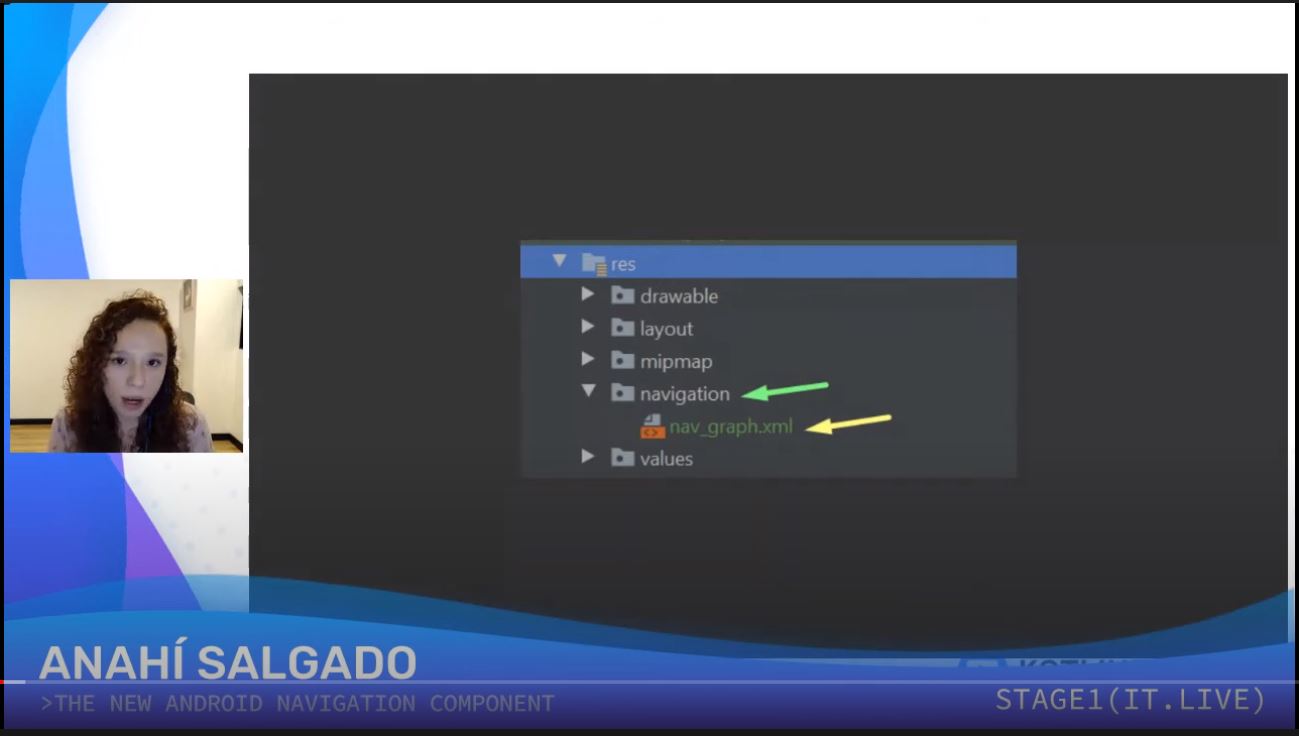 res
drawable
layout
mipmap
navigation
nav_graph.xml
values
ANAHÍ SALGADO
>THE NEW ANDROID NAVIGATION COMPONENT
STAGE1(IT.LIVE)